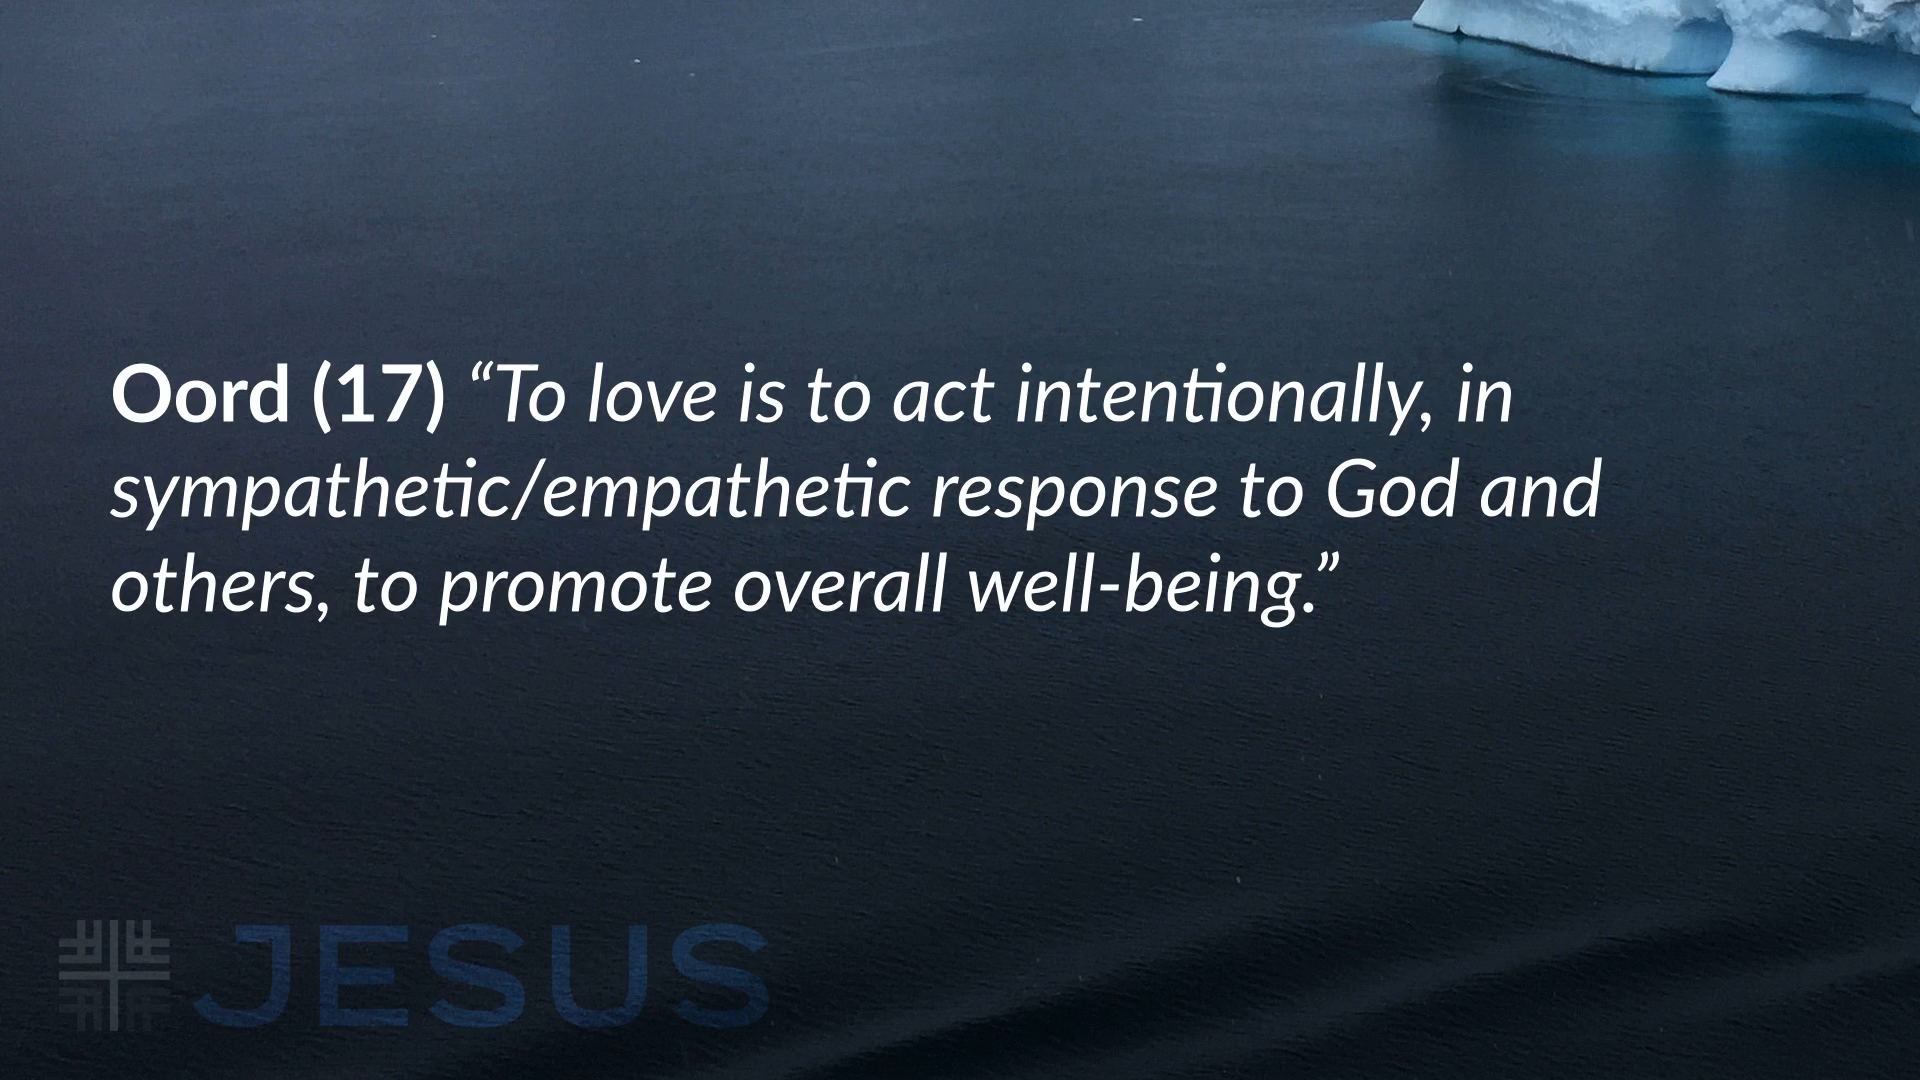 Oord (17) “To love is to act intentionally, in
sympathetic/empathetic response to God and
others, to promote overall well-being.”
JESUS